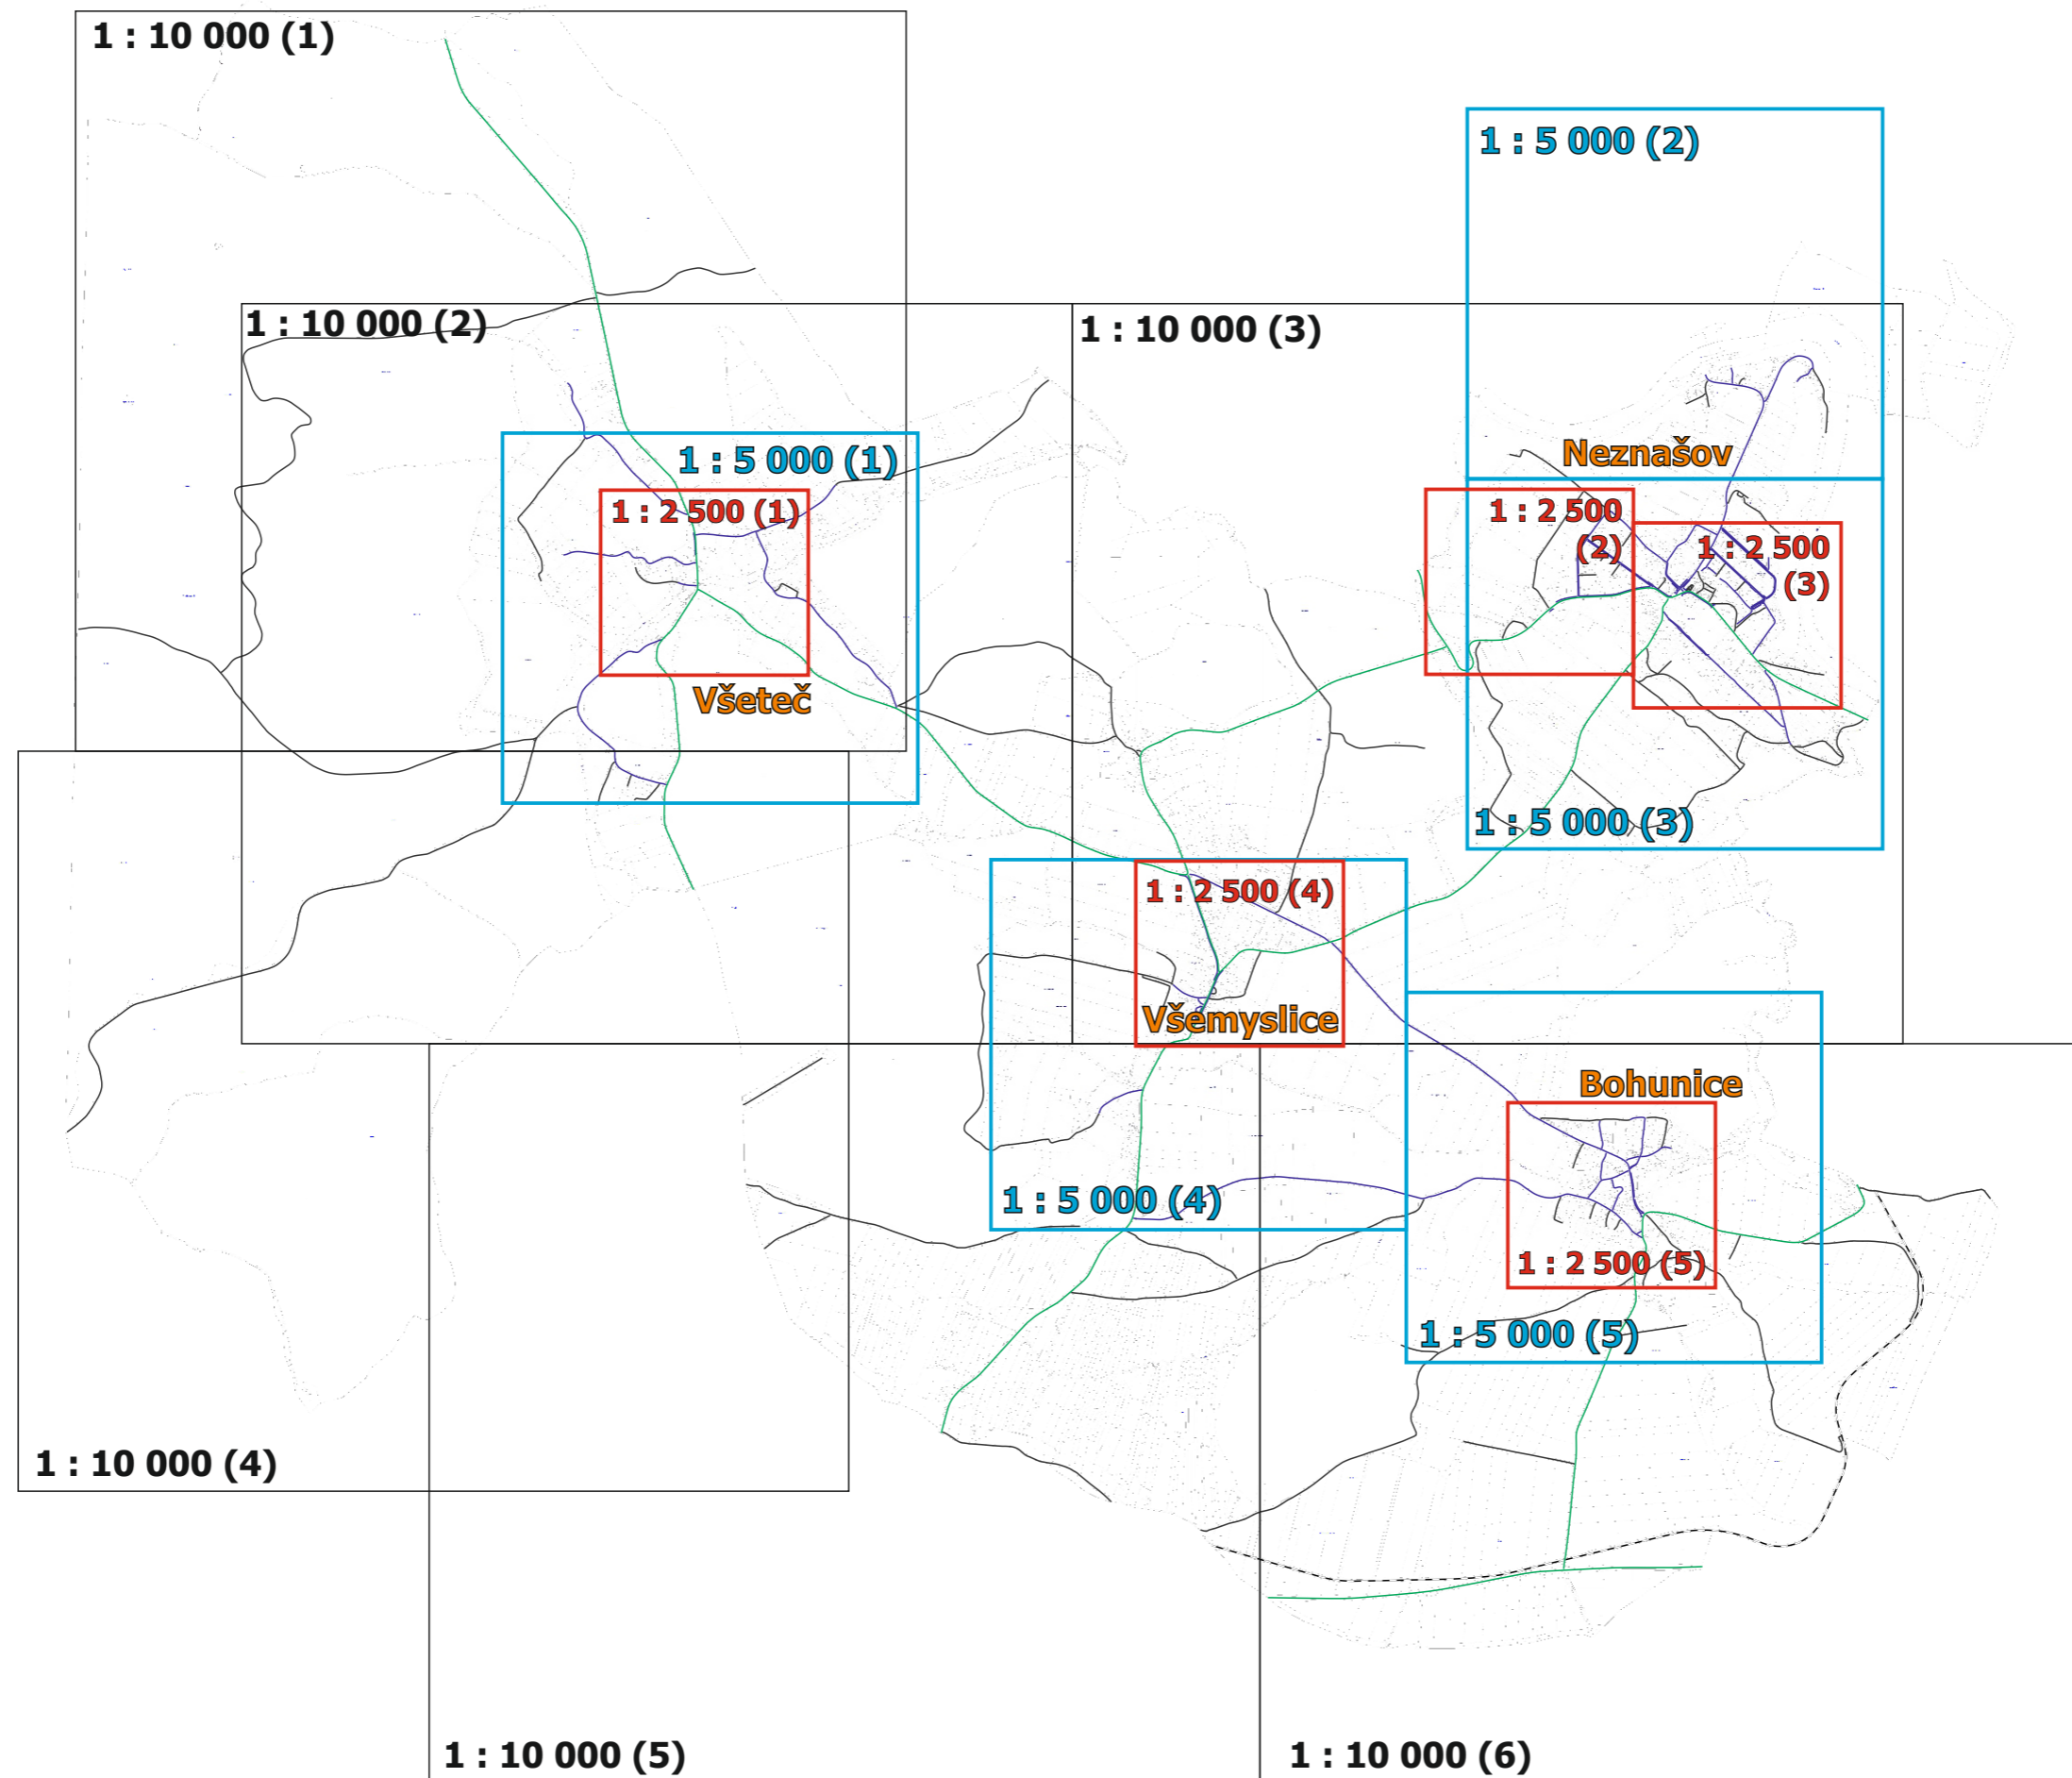 1 : 10 000 (1)
1 : 5 000 (2)
1 : 10 000 (2)
1 : 10 000 (3)
Neznašov
1 : 5 000 (1)
1 : 2 500 (1)
1 : 2 500
(2)
1 : 2 500
(3)
Všeteč
1 : 5 000 (3)
1 : 2 500 (4)
Všemyslice
Bohunice
1 : 5 000 (4)
1 : 2 500 (5)
1 : 5 000 (5)
1 : 10 000 (4)
1 : 10 000 (5)
1 : 10 000 (6)